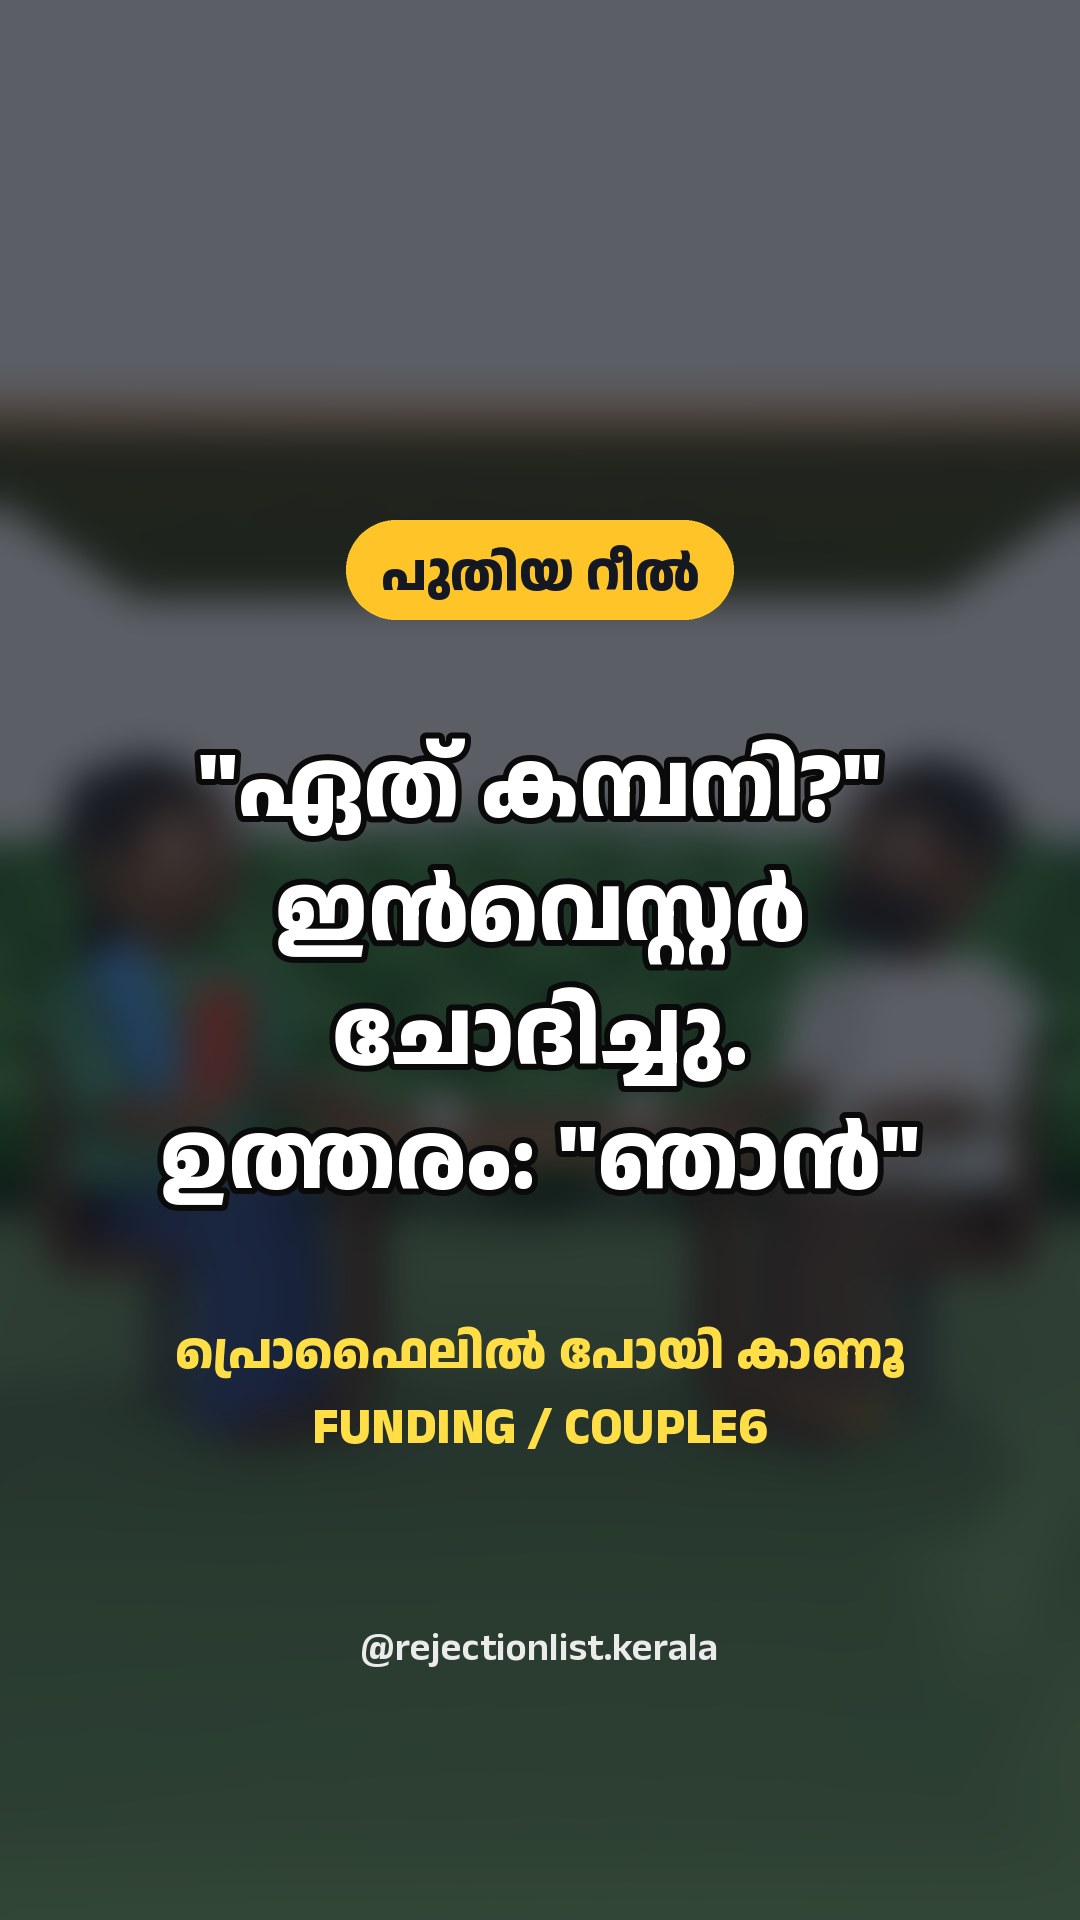 പുതിയ റീൽ
"ഏത് കമ്പനി?"
ഇൻവെസ്റ്റർ
ചോദിച്ചു.
ഉത്തരം: "ഞാൻ"
പ്രൊഫൈലിൽ പോയി കാണൂ
FUNDING / COUPLE6
@rejectionlist.kerala